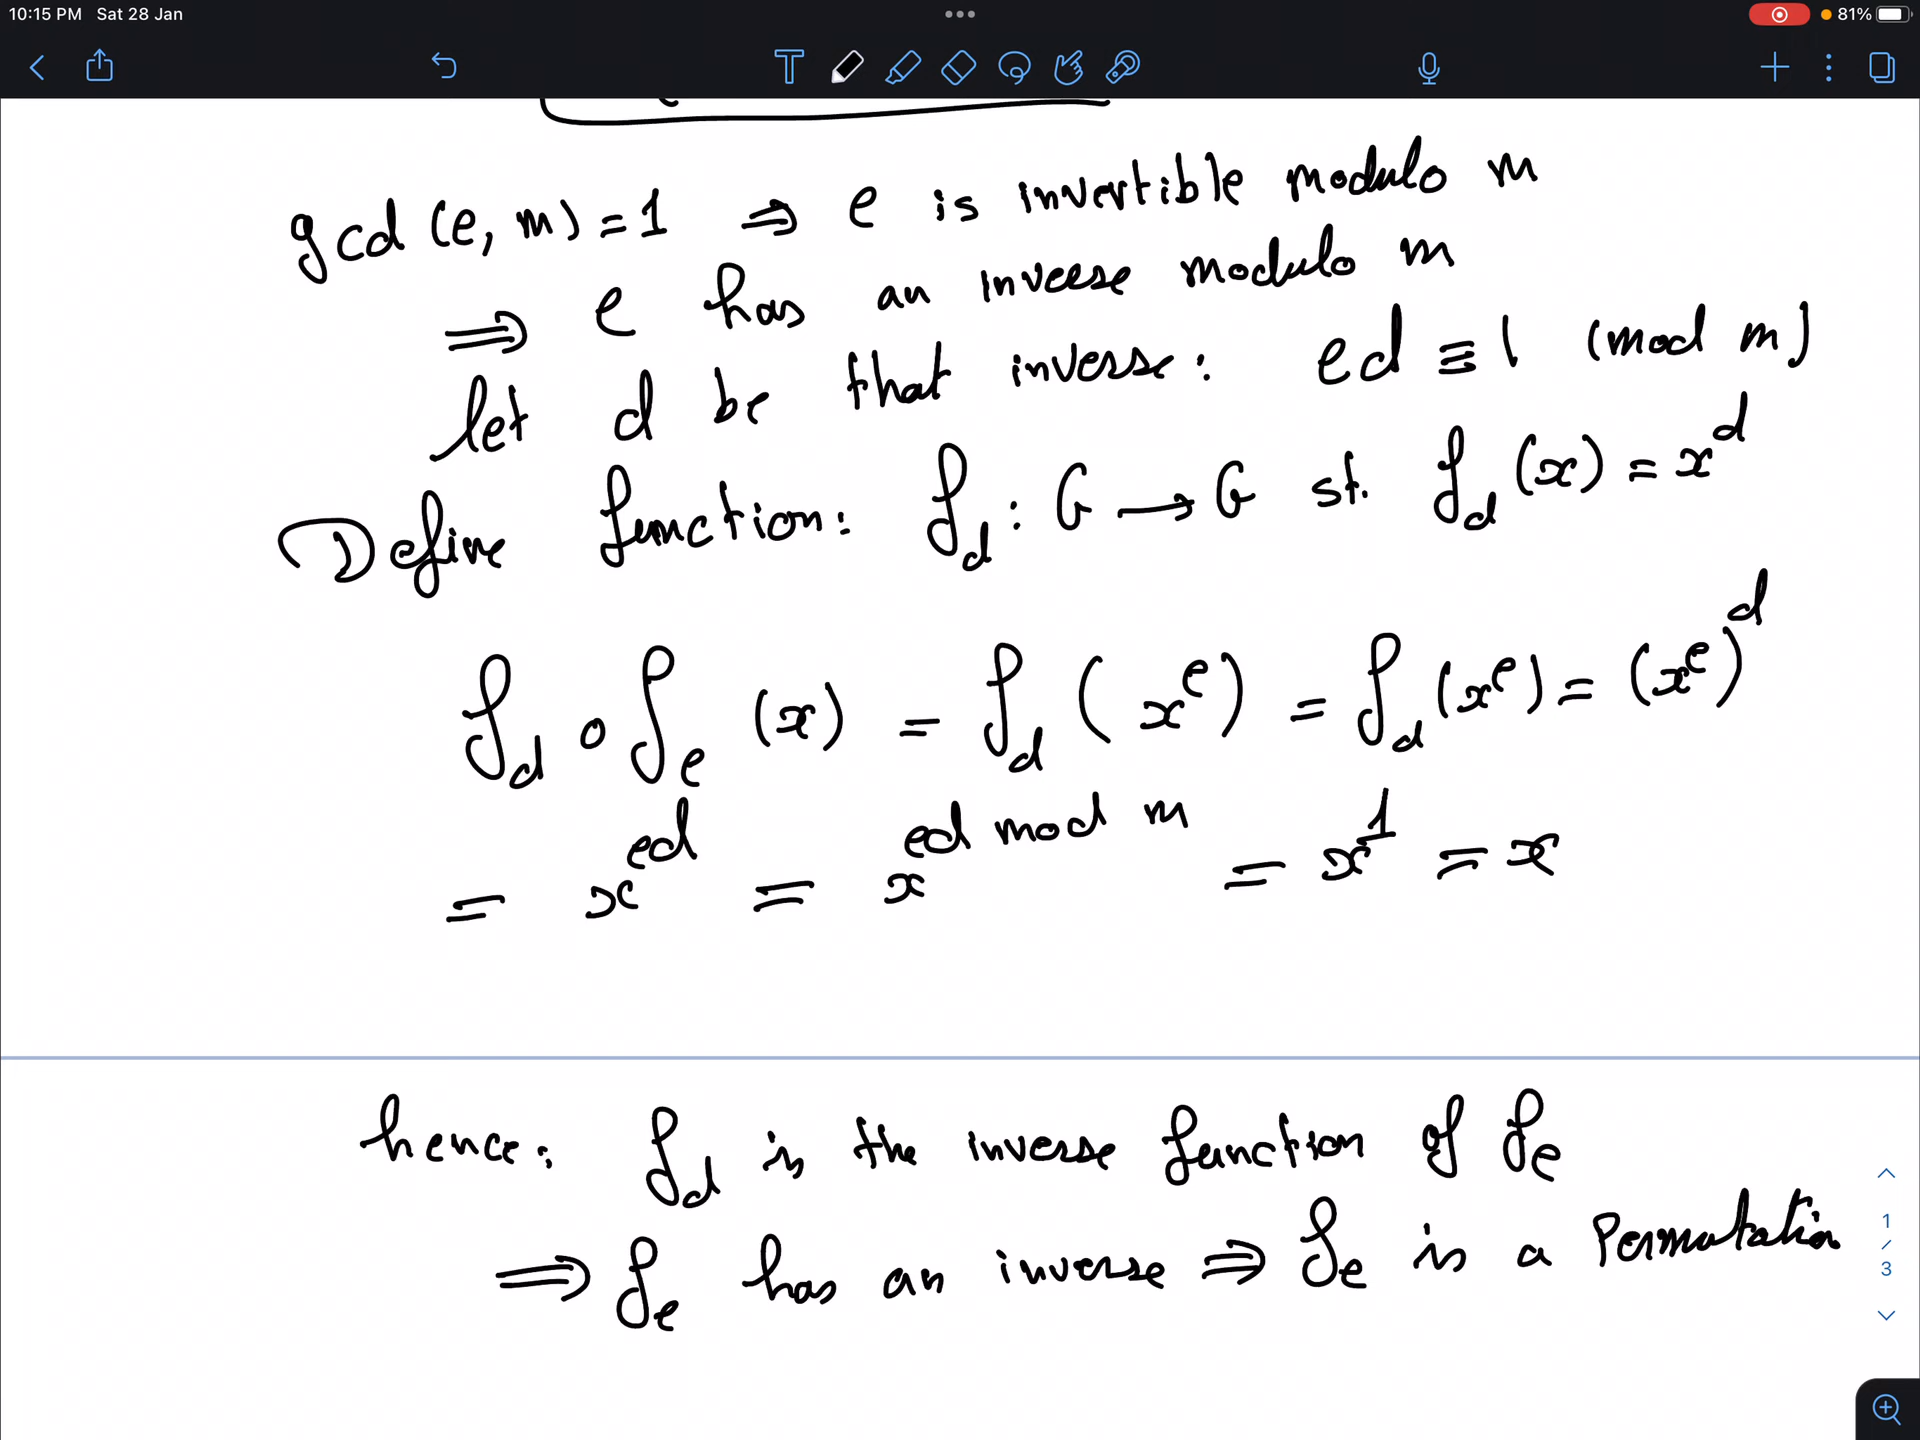 10:15 PM Sat 28 Jan
81%
gcd (e, m) = 1 ⇒ e is invertible modulo m
⇒ e has an inverse modulo m
let d be that inverse: ed ≡ 1 (mod m)
Define function: f_d : G → G st. f_d (x) = x^d
f_d ∘ f_e (x) = f_d (x^e) = f_d (x^e) = (x^e)^d
= x^ed = x^ed mod m = x^1 = x
hence: f_d is the inverse function of f_e
⇒ f_e has an inverse ⇒ f_e is a Permutation
1
/
3